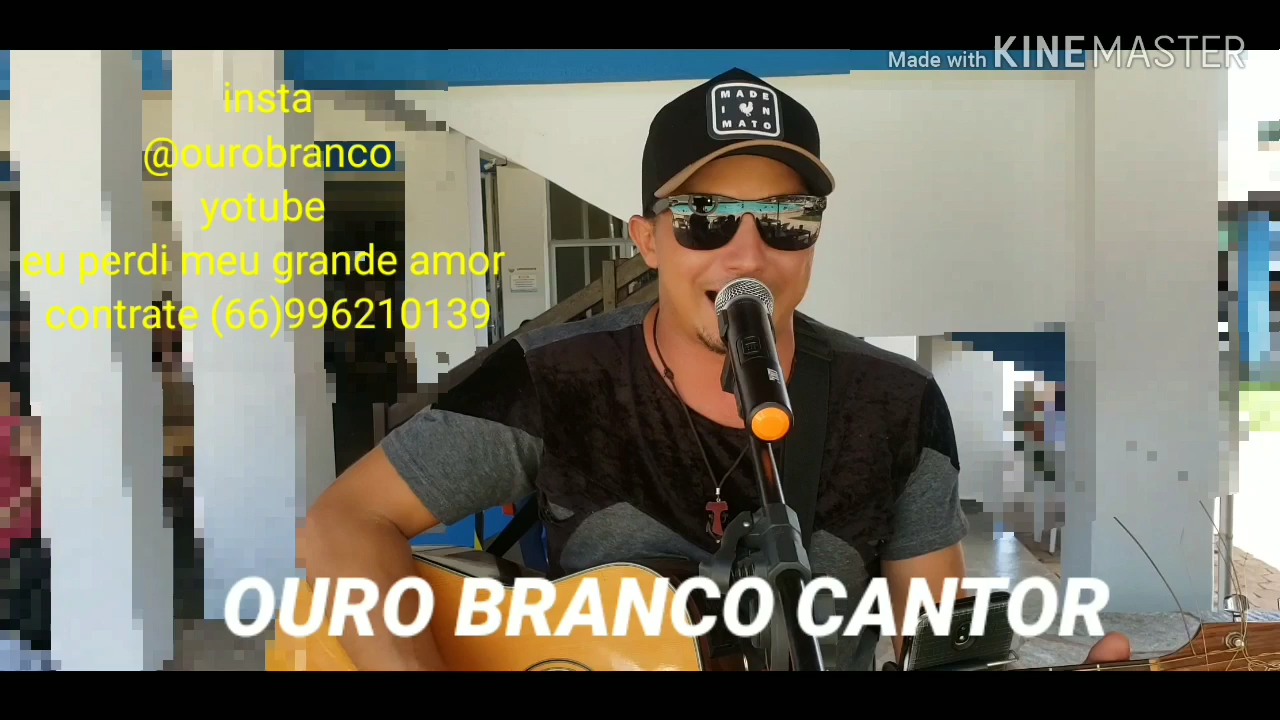 Made with KINEMASTER
MADE
I N
MATO
insta
@ourobranco
yotube
eu perdi meu grande amor
contrate (66)996210139
OURO BRANCO CANTOR